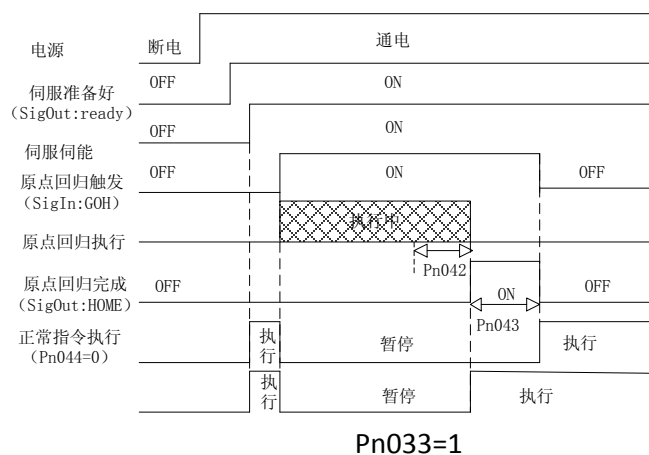 电源 断电 通电
伺服准备好 OFF ON
(SigOut:ready)
OFF ON
伺服伺能
原点回归触发 OFF ON OFF
(SigIn:GOH)
执行中
原点回归执行
Pn042
原点回归完成 OFF ON OFF
(SigOut:HOME)
Pn043
正常指令执行 执行 暂停 执行
(Pn044=0)
执行 暂停 执行
Pn033=1